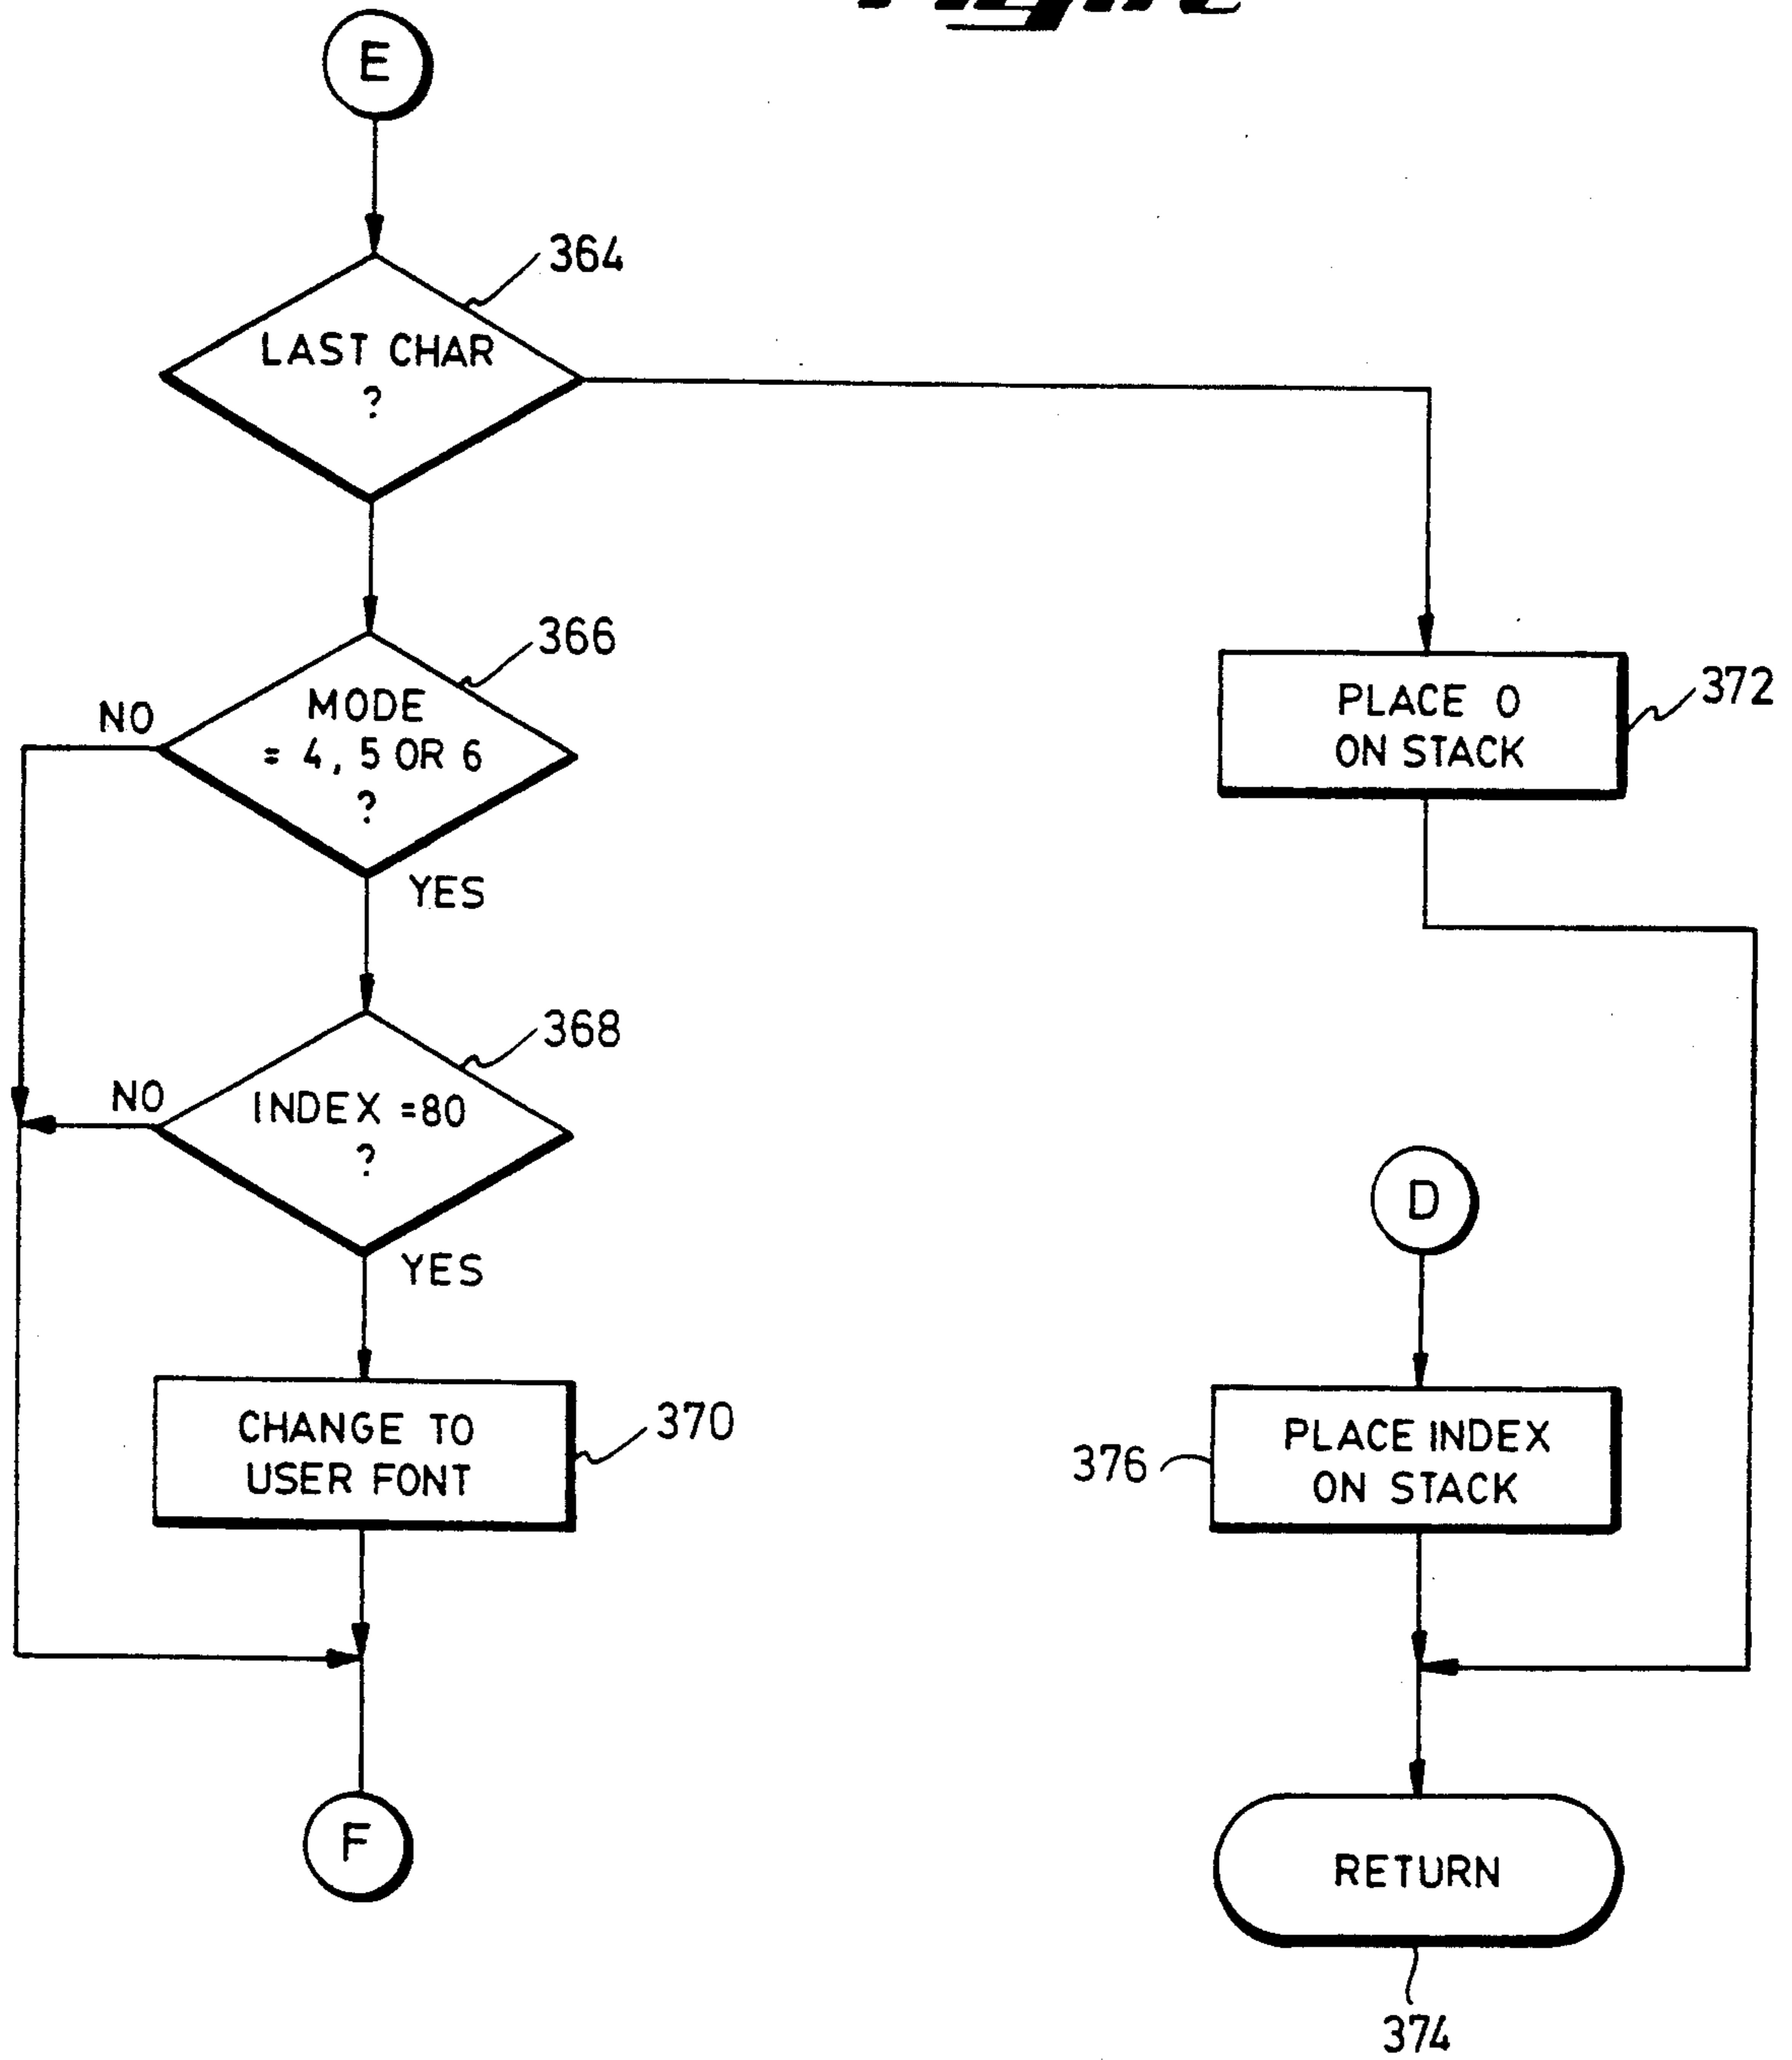 E
364
LAST CHAR
?
366
MODE
= 4, 5 OR 6
?
NO
YES
368
INDEX =80
?
NO
YES
CHANGE TO
USER FONT
370
F
PLACE 0
ON STACK
372
D
PLACE INDEX
ON STACK
376
RETURN
374